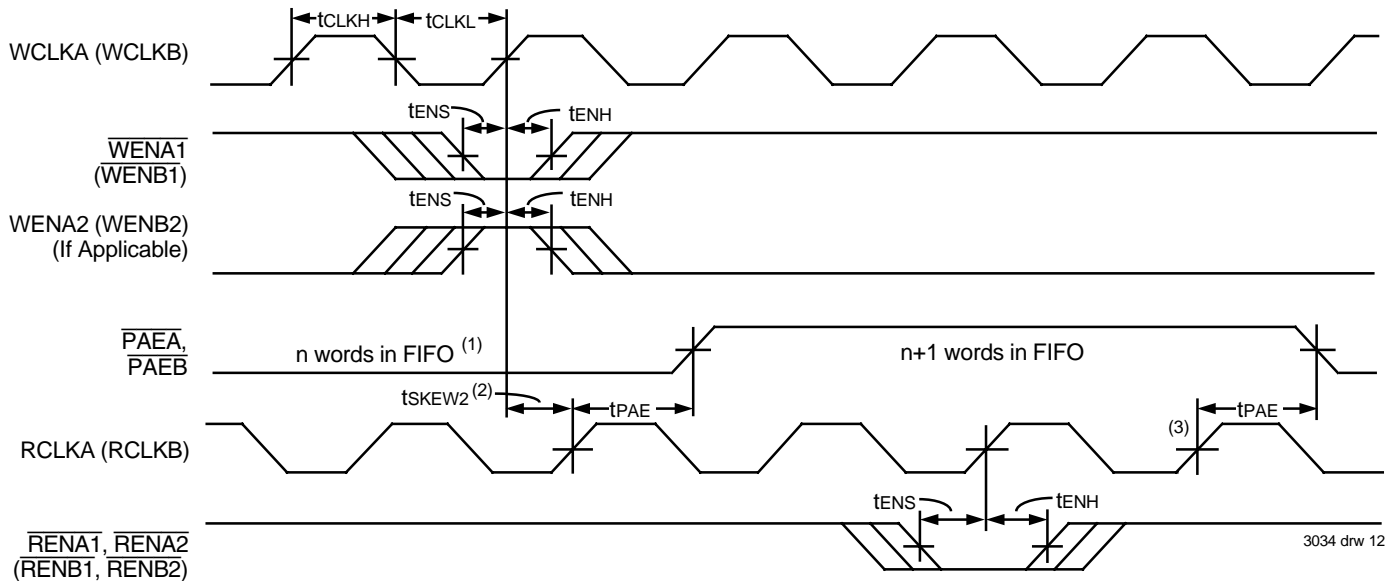 tCLKH tCLKL
WCLKA (WCLKB)
tENS tENH
WENA1
(WENB1)
tENS tENH
WENA2 (WENB2)
(If Applicable)
PAEA,
PAEB
n words in FIFO (1)
n+1 words in FIFO
tSKEW2 (2)
tPAE
(3)
tPAE
RCLKA (RCLKB)
tENS tENH
RENA1, RENA2
(RENB1, RENB2)
3034 drw 12